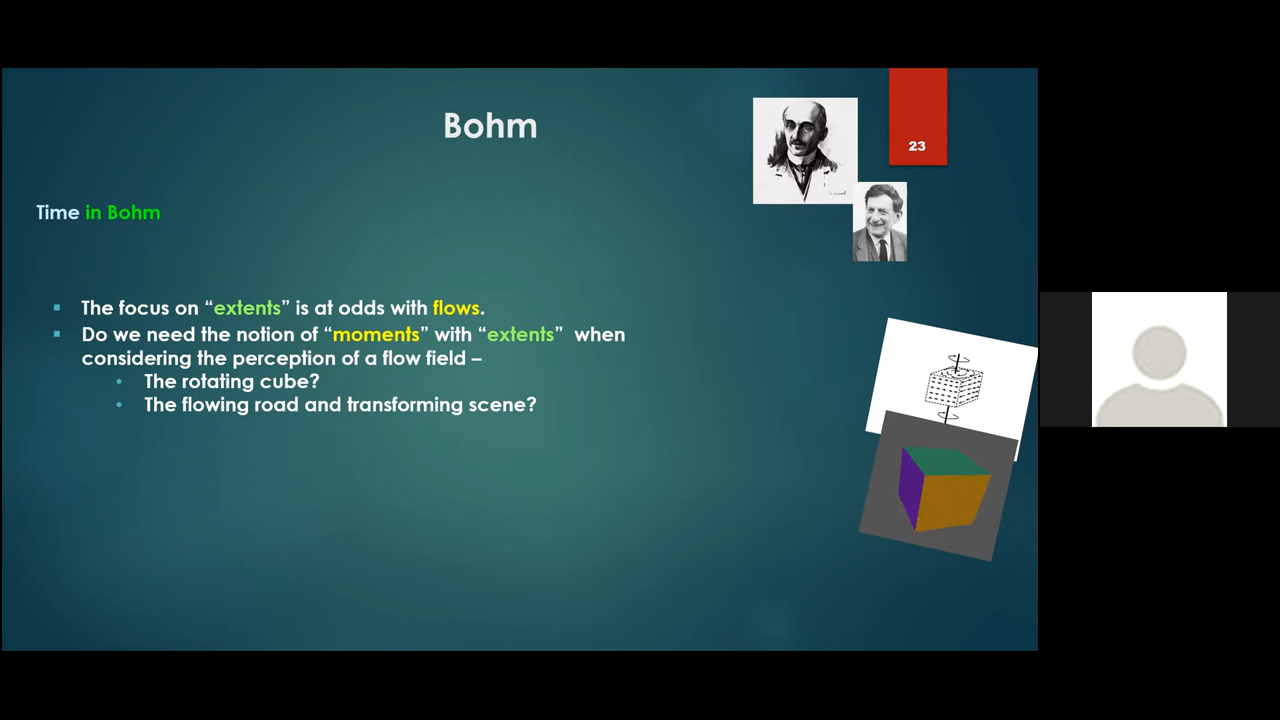 Bohm
23
Time in Bohm
▪ The focus on “extents” is at odds with flows.
▪ Do we need the notion of “moments” with “extents” when
considering the perception of a flow field –
• The rotating cube?
• The flowing road and transforming scene?